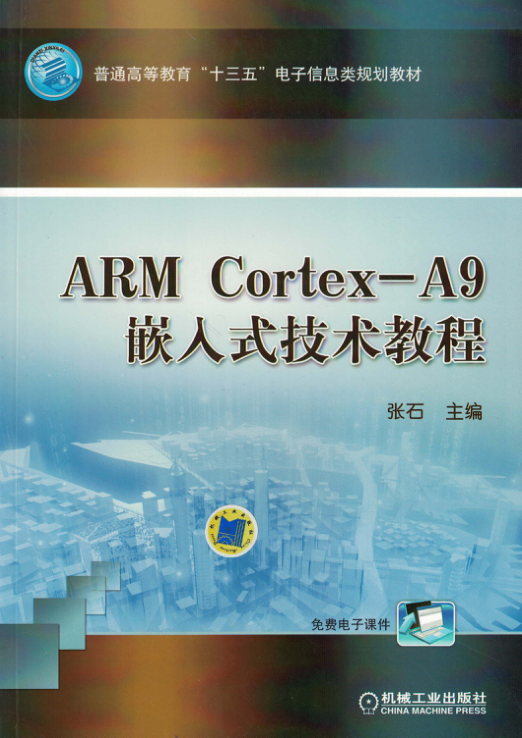 普通高等教育“十三五”电子信息类规划教材
ARM Cortex-A9
嵌入式技术教程
张石 主编
免费电子课件
机械工业出版社
CHINA MACHINE PRESS